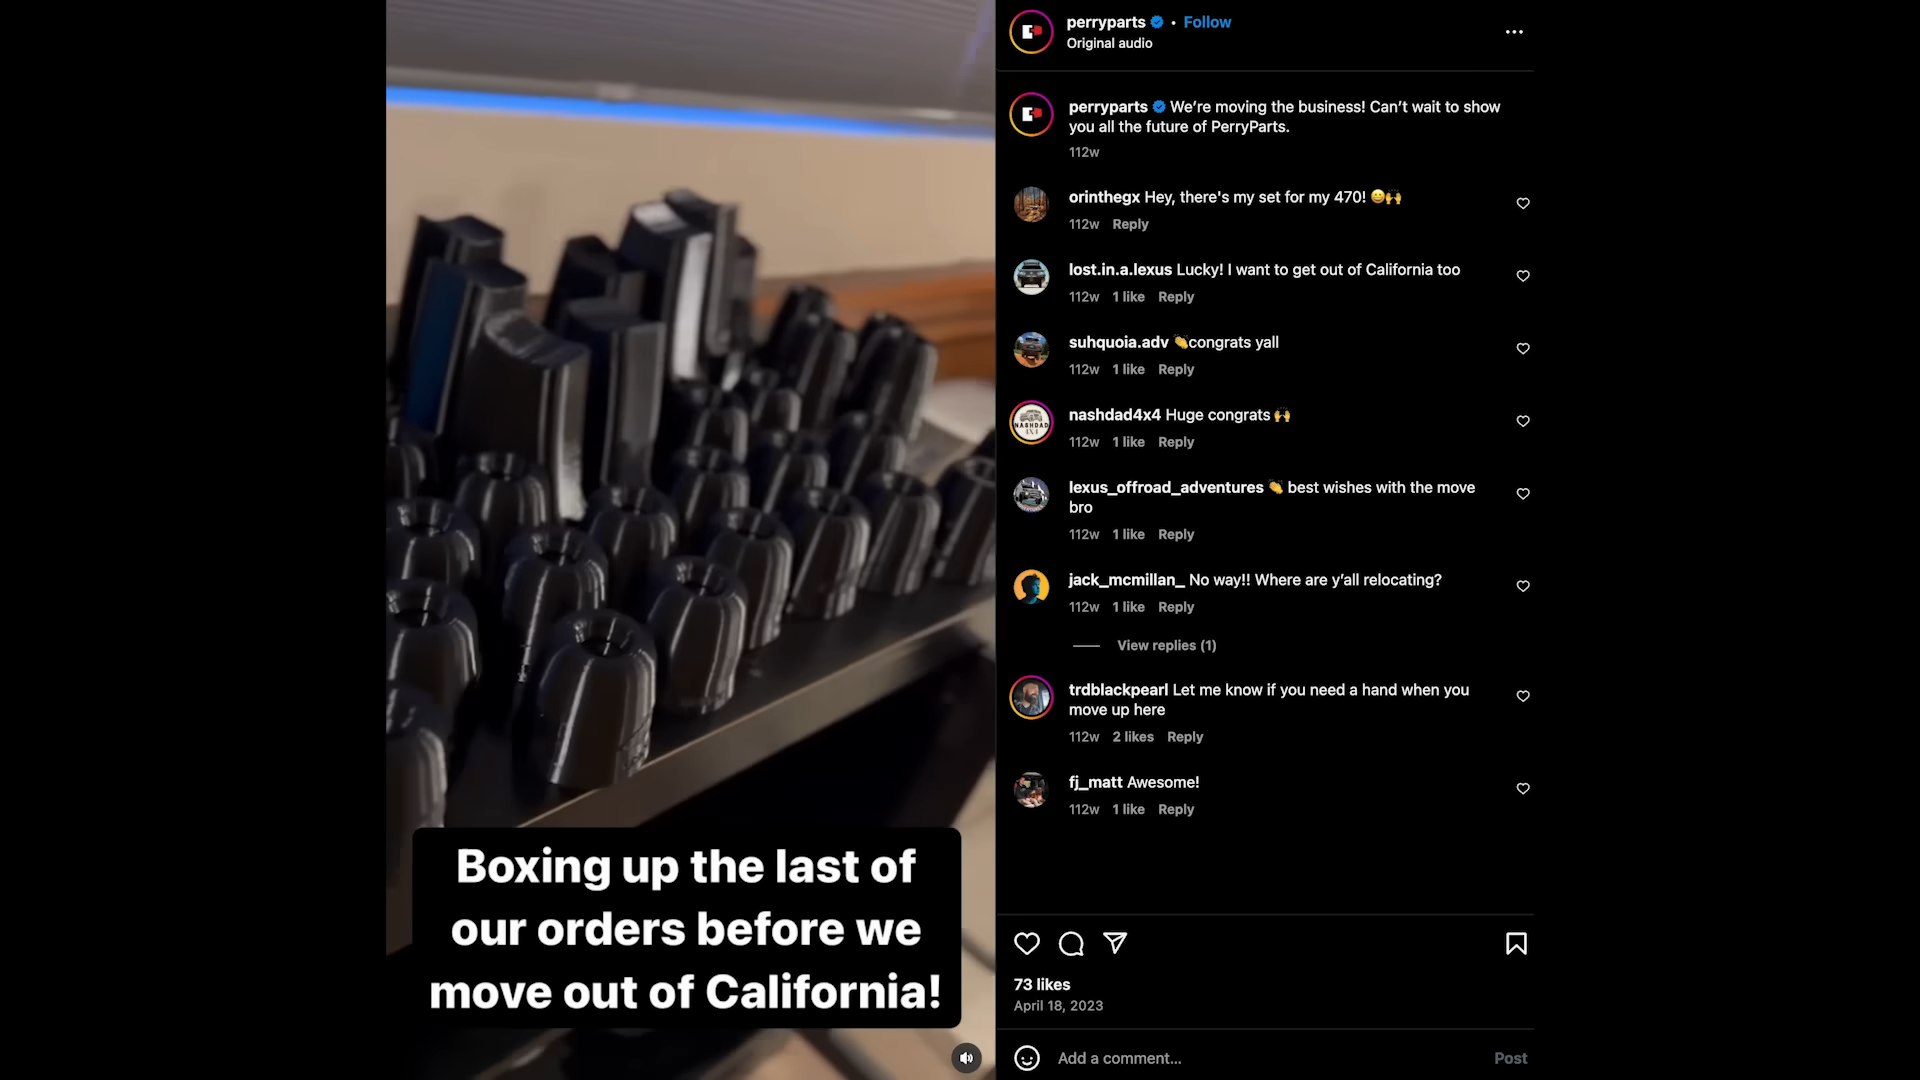 perryparts • Follow
Original audio
perryparts We’re moving the business! Can’t wait to show
you all the future of PerryParts.
112w
orinthegx Hey, there's my set for my 470! 😄🙌
112w Reply
lost.in.a.lexus Lucky! I want to get out of California too
112w 1 like Reply
suhquoia.adv 👏congrats yall
112w 1 like Reply
NASHDAD
4X4
nashdad4x4 Huge congrats 🙌
112w 1 like Reply
lexus_offroad_adventures 👏 best wishes with the move
bro
112w 1 like Reply
jack_mcmillan_ No way!! Where are y’all relocating?
112w 1 like Reply
View replies (1)
trdblackpearl Let me know if you need a hand when you
move up here
112w 2 likes Reply
fj_matt Awesome!
112w 1 like Reply
Boxing up the last of
our orders before we
move out of California!
73 likes
April 18, 2023
Add a comment...
Post